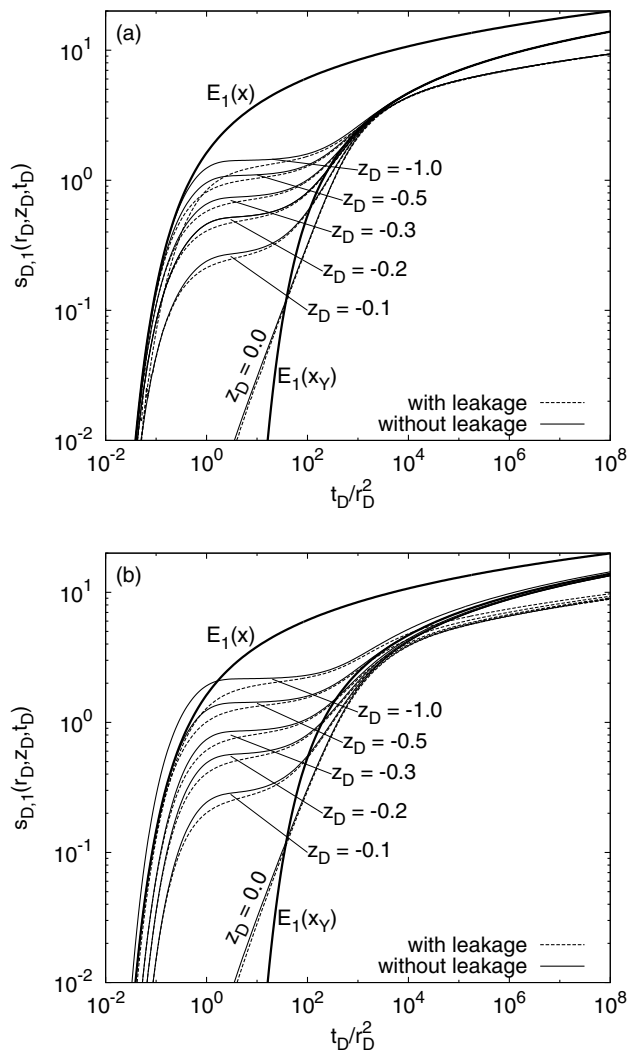 (a)
10^1
E_1(x)
z_D = -1.0
10^0
z_D = -0.5
z_D = -0.3
z_D = -0.2
10^-1
z_D = -0.1
z_D = 0.0
E_1(x_Y)
with leakage
without leakage
10^-2
s_D,1(r_D,z_D,t_D)
10^-2 10^0 10^2 10^4 10^6 10^8
t_D/r_D^2
(b)
10^1
E_1(x)
z_D = -1.0
10^0
z_D = -0.5
z_D = -0.3
z_D = -0.2
z_D = -0.1
10^-1
z_D = 0.0
E_1(x_Y)
with leakage
without leakage
10^-2
s_D,1(r_D,z_D,t_D)
10^-2 10^0 10^2 10^4 10^6 10^8
t_D/r_D^2